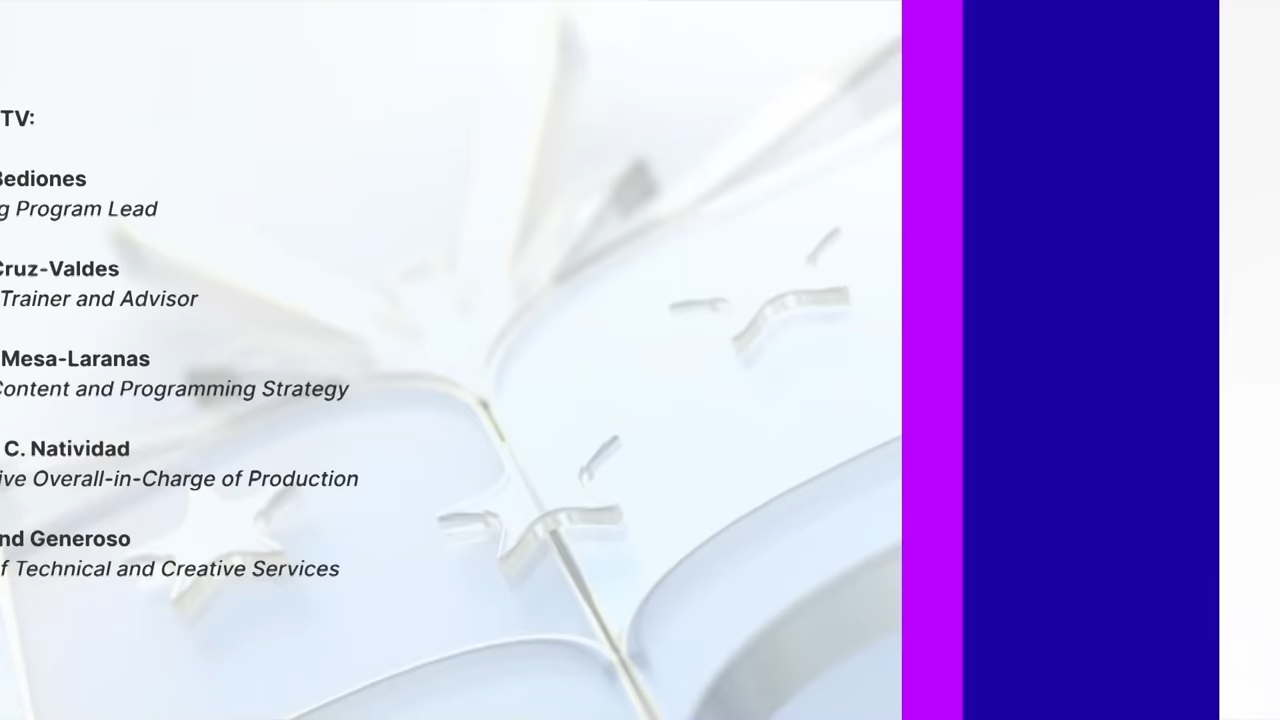 TV:
Bediones
g Program Lead
Cruz-Valdes
Trainer and Advisor
Mesa-Laranas
Content and Programming Strategy
C. Natividad
ive Overall-in-Charge of Production
nd Generoso
f Technical and Creative Services